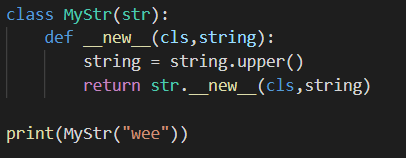 class MyStr(str):
    def __new__(cls,string):
        string = string.upper()
        return str.__new__(cls,string)
print(MyStr("wee"))